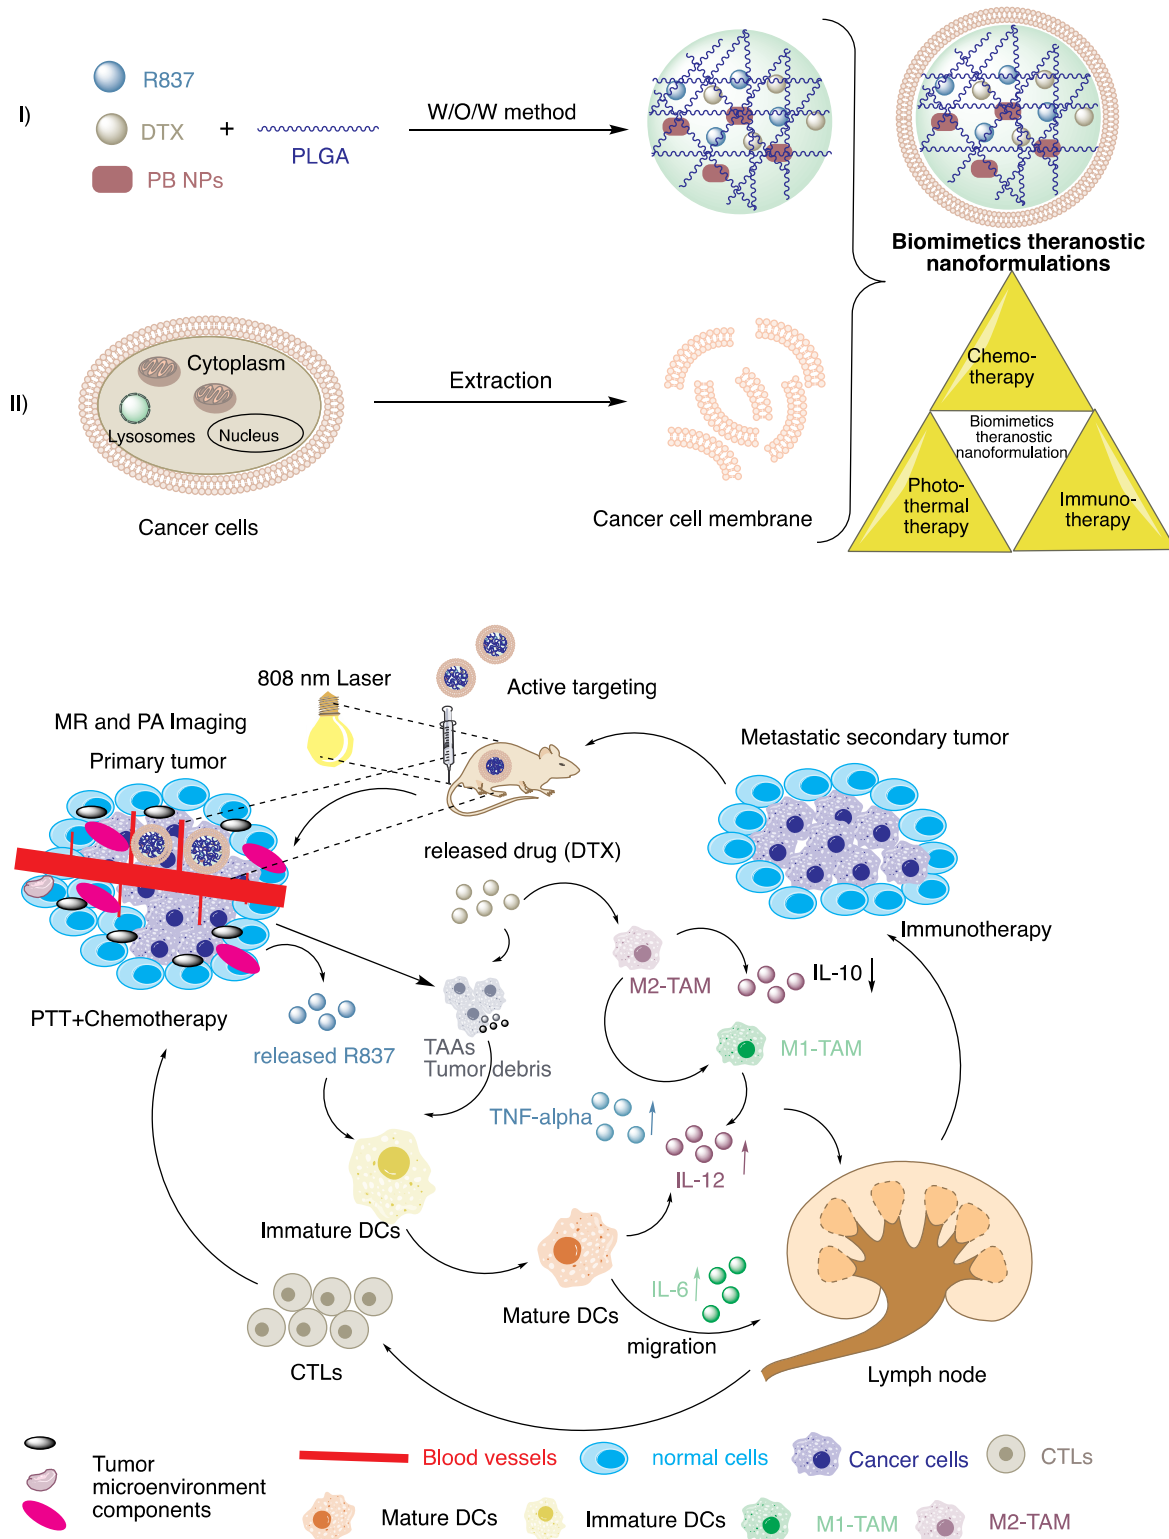 R837
I)
DTX
+
PLGA
PB NPs
W/O/W method
Biomimetics theranostic
nanoformulations
II)
Cytoplasm
Lysosomes
Nucleus
Cancer cells
Extraction
Cancer cell membrane
Chemo-
therapy
Biomimetics
theranostic
nanoformulation
Photo-
thermal
therapy
Immuno-
therapy
808 nm Laser
Active targeting
MR and PA Imaging
Primary tumor
Metastatic secondary tumor
released drug (DTX)
Immunotherapy
IL-10
M2-TAM
PTT+Chemotherapy
released R837
TAAs
Tumor debris
M1-TAM
TNF-alpha
IL-12
Immature DCs
Mature DCs
IL-6
migration
Lymph node
CTLs
Tumor
microenvironment
components
Blood vessels
normal cells
Cancer cells
CTLs
Mature DCs
Immature DCs
M1-TAM
M2-TAM